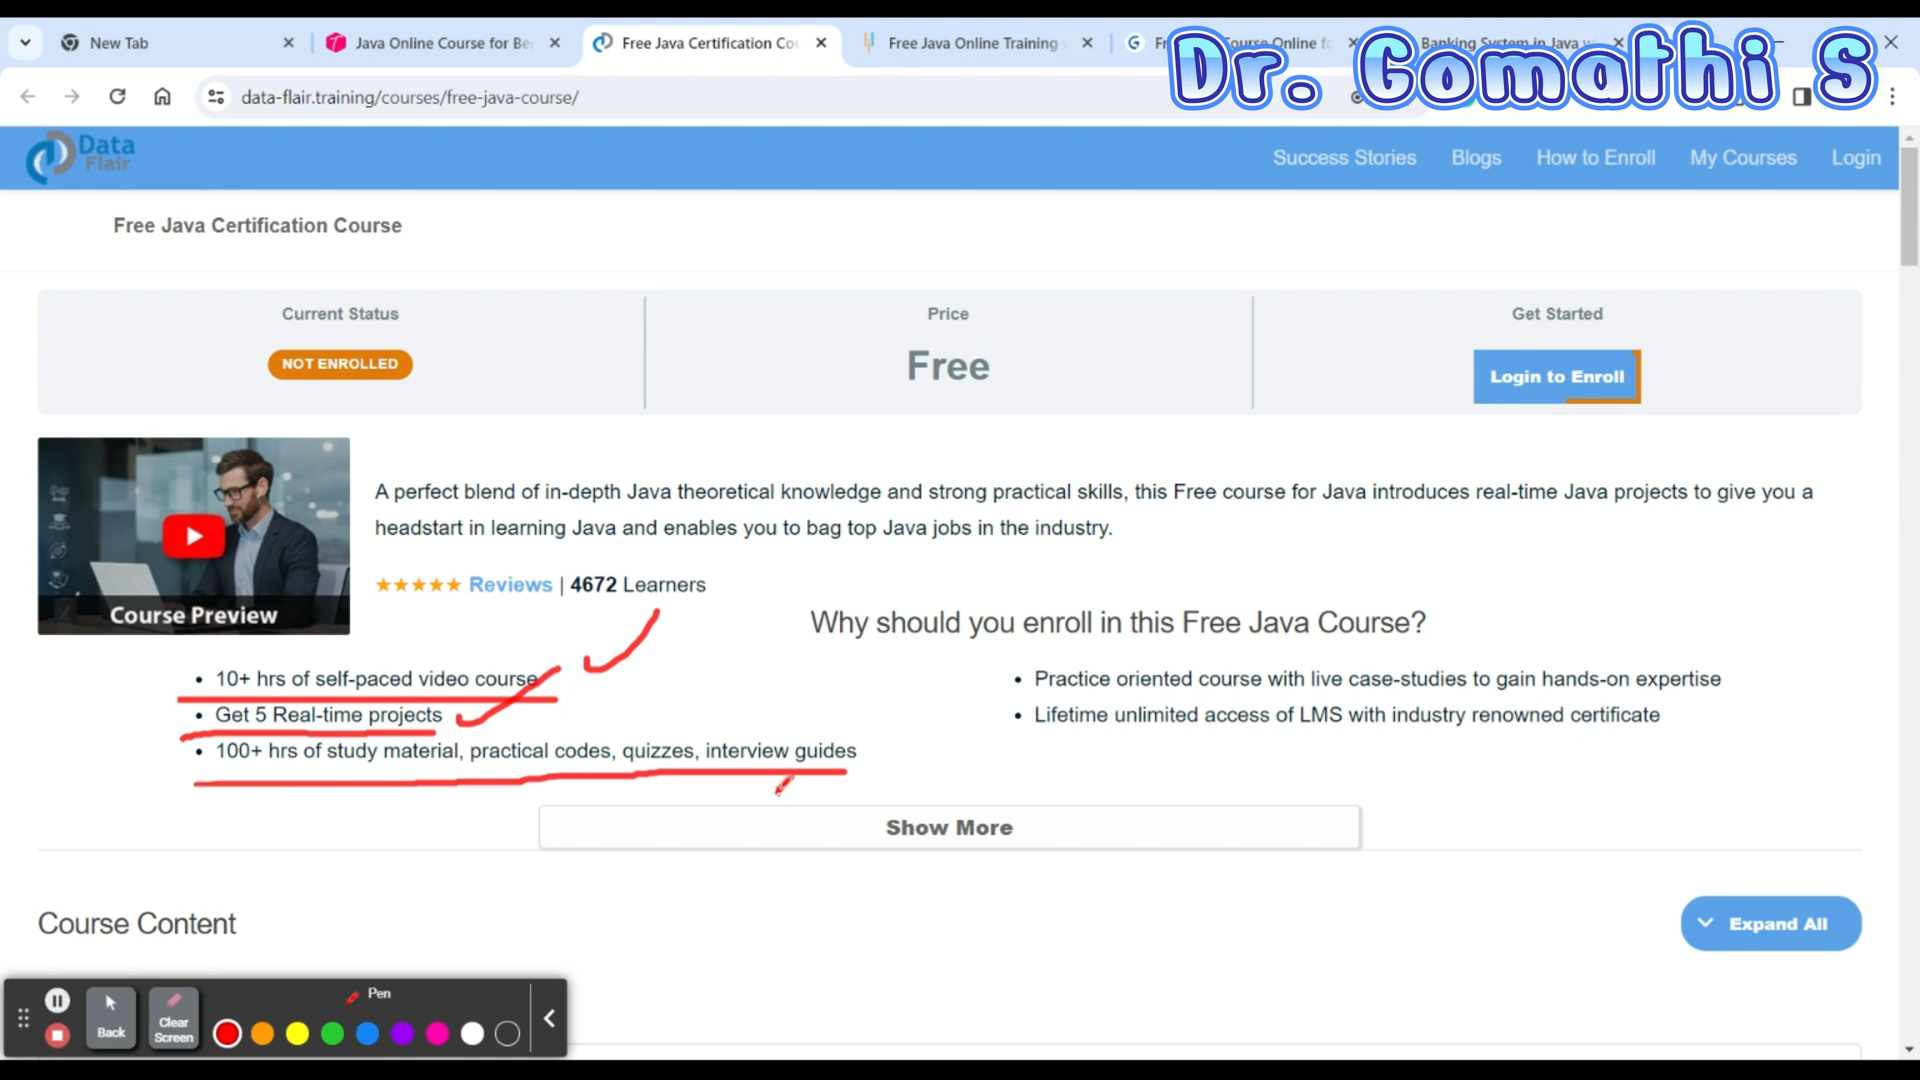 New Tab
Java Online Course for Be
Free Java Certification Co
Free Java Online Training
Course Online fo
Banking System in Java
Dr. Gomathi S
data-flair.training/courses/free-java-course/
Data
Flair
Success Stories
Blogs
How to Enroll
My Courses
Login
Free Java Certification Course
Current Status
Price
Get Started
NOT ENROLLED
Free
Login to Enroll
A perfect blend of in-depth Java theoretical knowledge and strong practical skills, this Free course for Java introduces real-time Java projects to give you a
headstart in learning Java and enables you to bag top Java jobs in the industry.
★★★★★ Reviews | 4672 Learners
Course Preview
Why should you enroll in this Free Java Course?
• 10+ hrs of self-paced video course
• Get 5 Real-time projects
• 100+ hrs of study material, practical codes, quizzes, interview guides
• Practice oriented course with live case-studies to gain hands-on expertise
• Lifetime unlimited access of LMS with industry renowned certificate
Show More
Course Content
Expand All
Pen
Back
Clear
Screen